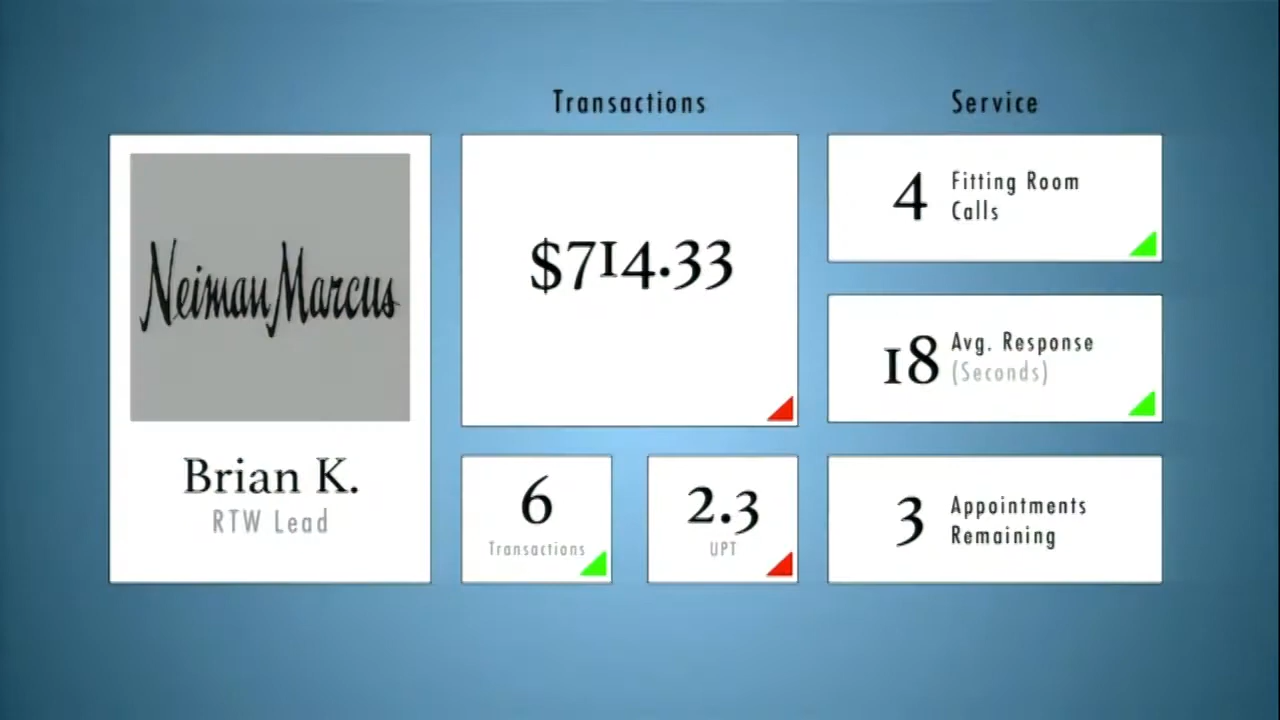 Transactions
Service
Neiman Marcus
Brian K.
RTW Lead
$714.33
6
Transactions
2.3
UPT
4
Fitting Room
Calls
18
Avg. Response
(Seconds)
3
Appointments
Remaining